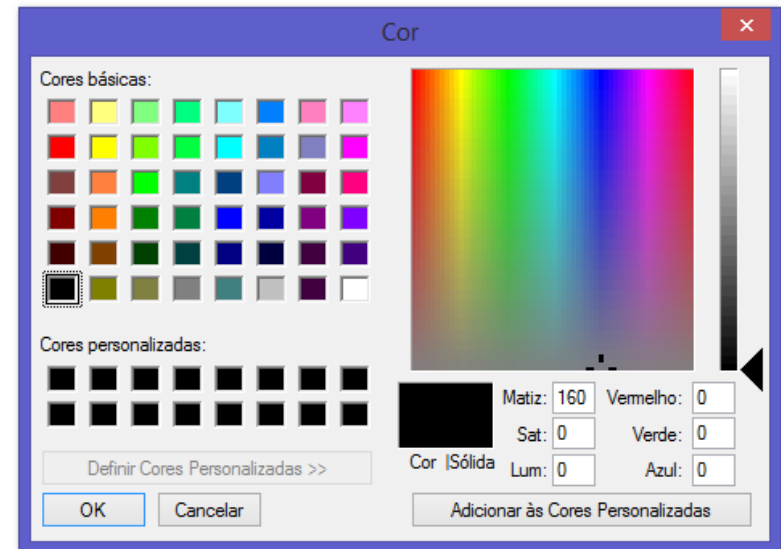 Cor
Cores básicas:
Cores personalizadas:
Definir Cores Personalizadas >>
OK Cancelar
Cor |Sólida
Matiz: 160 Vermelho: 0
Sat: 0 Verde: 0
Lum: 0 Azul: 0
Adicionar às Cores Personalizadas